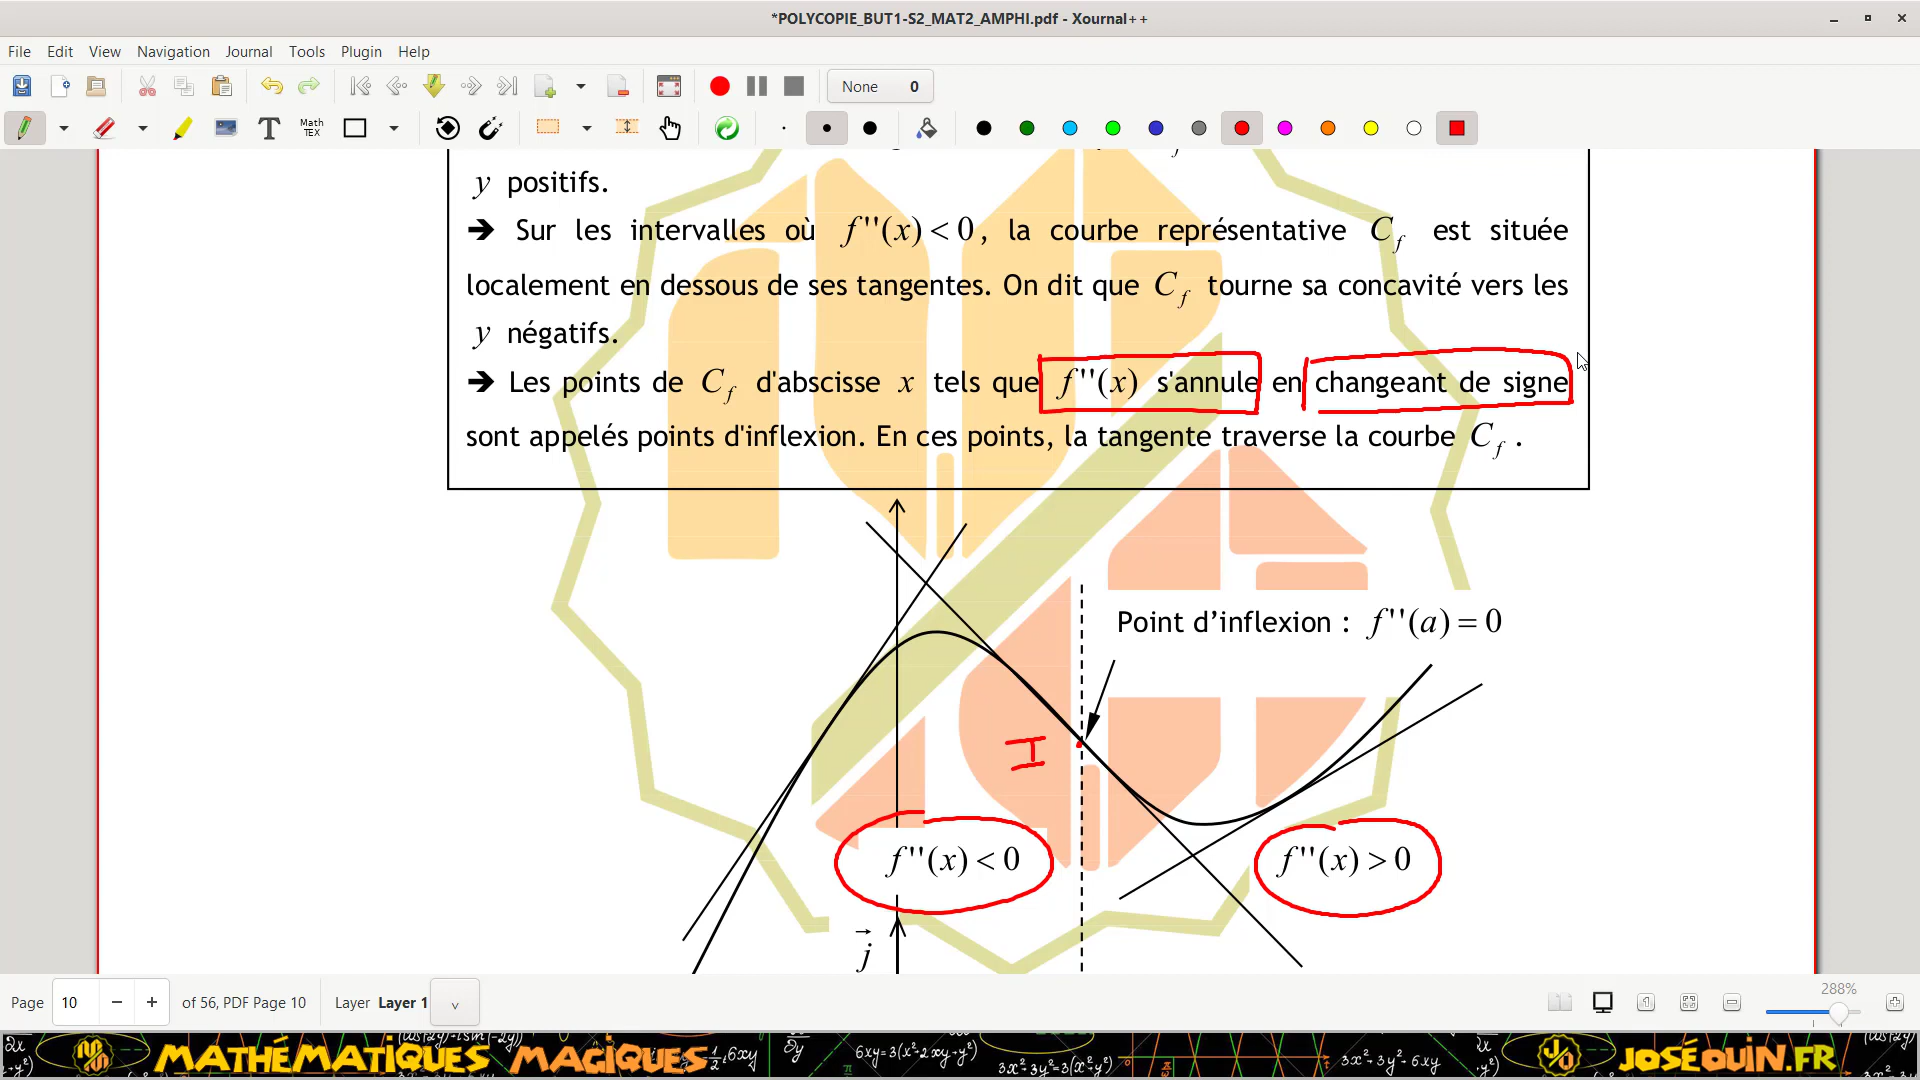 *POLYCOPIE_BUT1-S2_MAT2_AMPHI.pdf - Xournal++
File Edit View Navigation Journal Tools Plugin Help
None 0
Math
TEX
y positifs.
➔ Sur les intervalles où f''(x) < 0, la courbe représentative C_f est située
localement en dessous de ses tangentes. On dit que C_f tourne sa concavité vers les
y négatifs.
➔ Les points de C_f d'abscisse x tels que f''(x) s'annule en changeant de signe
sont appelés points d'inflexion. En ces points, la tangente traverse la courbe C_f .
Point d’inflexion : f''(a) = 0
I
f''(x) < 0
f''(x) > 0
j
Page 10 of 56, PDF Page 10 Layer Layer 1
288%
MATHÉMATIQUES MAGIQUES
JOSÉOUIN.FR